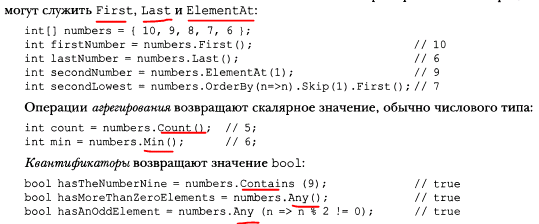 могут служить First, Last и ElementAt:
int[] numbers = { 10, 9, 8, 7, 6 };
int firstNumber = numbers.First(); // 10
int lastNumber = numbers.Last(); // 6
int secondNumber = numbers.ElementAt(1); // 9
int secondLowest = numbers.OrderBy(n=>n).Skip(1).First(); // 7
Операции агрегирования возвращают скалярное значение, обычно числового типа:
int count = numbers.Count(); // 5;
int min = numbers.Min(); // 6;
Квантификаторы возвращают значение bool:
bool hasTheNumberNine = numbers.Contains (9); // true
bool hasMoreThanZeroElements = numbers.Any(); // true
bool hasAnOddElement = numbers.Any (n => n % 2 != 0); // true